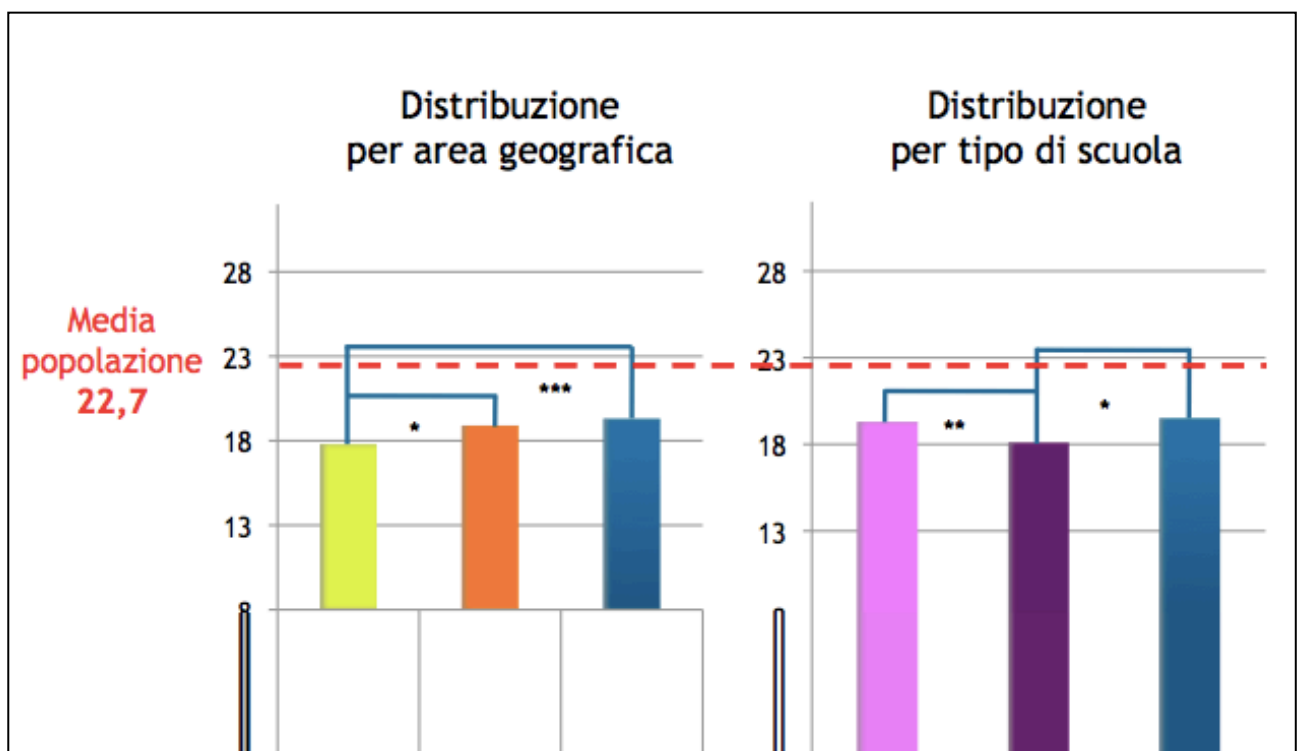 Distribuzione
per area geografica
Distribuzione
per tipo di scuola
Media
popolazione
22,7
28
23
18
13
8
***
*
28
23
18
13
*
**